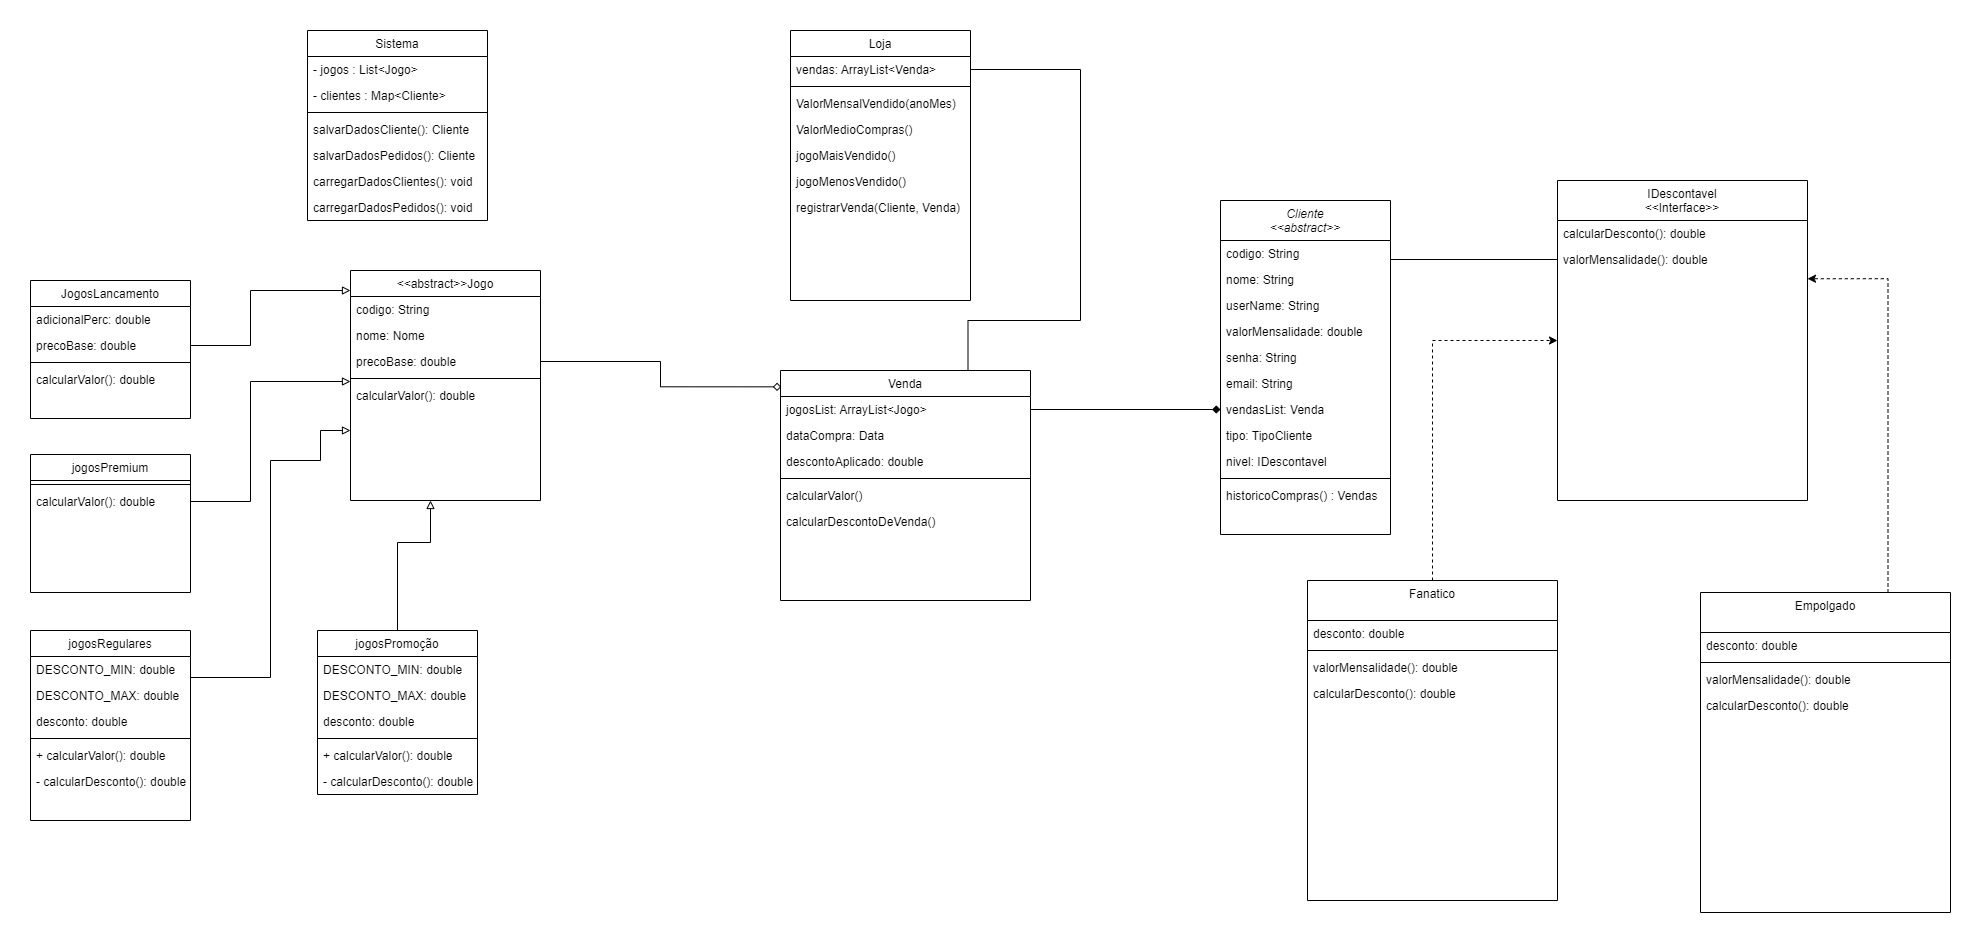 Sistema
- jogos : List<Jogo>
- clientes : Map<Cliente>
salvarDadosCliente(): Cliente
salvarDadosPedidos(): Cliente
carregarDadosClientes(): void
carregarDadosPedidos(): void
Loja
vendas: ArrayList<Venda>
ValorMensalVendido(anoMes)
ValorMedioCompras()
jogoMaisVendido()
jogoMenosVendido()
registrarVenda(Cliente, Venda)
Cliente
<<abstract>>
codigo: String
nome: String
userName: String
valorMensalidade: double
senha: String
email: String
vendasList: Venda
tipo: TipoCliente
nivel: IDescontavel
historicoCompras() : Vendas
IDescontavel
<<Interface>>
calcularDesconto(): double
valorMensalidade(): double
JogosLancamento
adicionalPerc: double
precoBase: double
calcularValor(): double
<<abstract>>Jogo
codigo: String
nome: Nome
precoBase: double
calcularValor(): double
Venda
jogosList: ArrayList<Jogo>
dataCompra: Data
descontoAplicado: double
calcularValor()
calcularDescontoDeVenda()
jogosPremium
calcularValor(): double
jogosRegulares
DESCONTO_MIN: double
DESCONTO_MAX: double
desconto: double
+ calcularValor(): double
- calcularDesconto(): double
jogosPromoção
DESCONTO_MIN: double
DESCONTO_MAX: double
desconto: double
+ calcularValor(): double
- calcularDesconto(): double
Fanatico
desconto: double
valorMensalidade(): double
calcularDesconto(): double
Empolgado
desconto: double
valorMensalidade(): double
calcularDesconto(): double